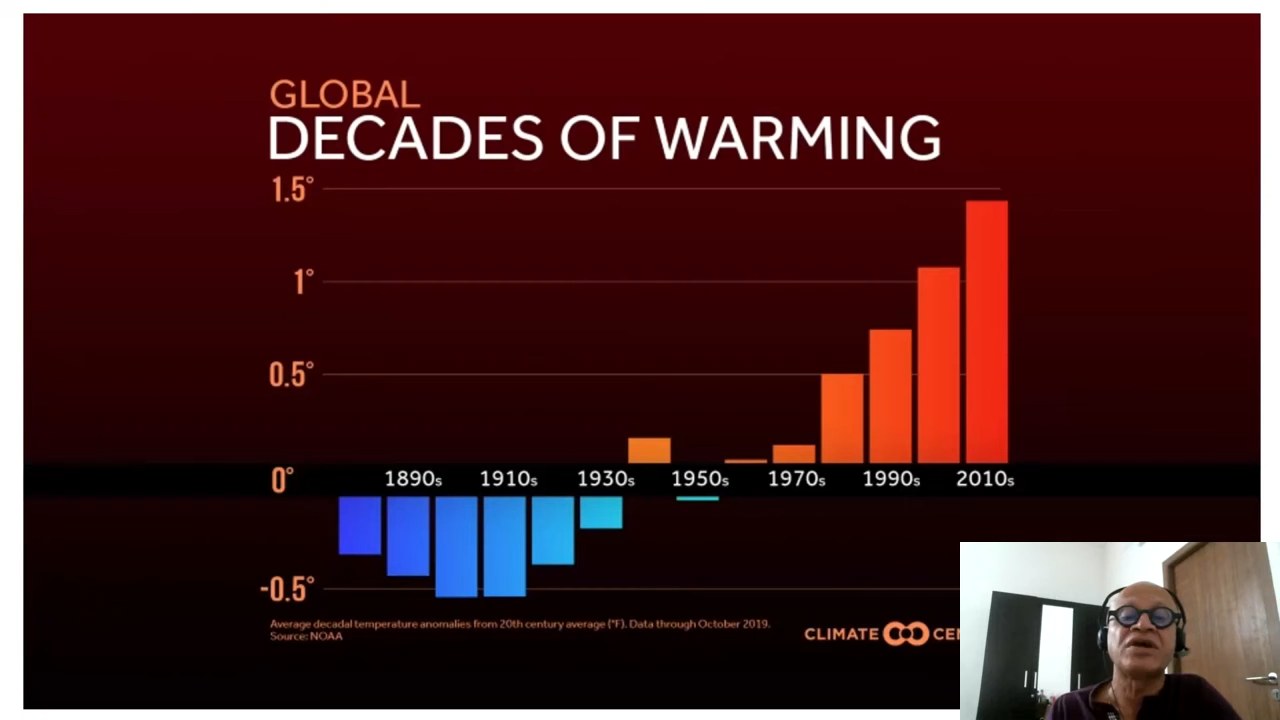 GLOBAL
DECADES OF WARMING
1.5°
1°
0.5°
0°
1890s 1910s 1930s 1950s 1970s 1990s 2010s
-0.5°
Average decadal temperature anomalies from 20th century average (°F). Data through October 2019.
Source: NOAA
CLIMATE CEN